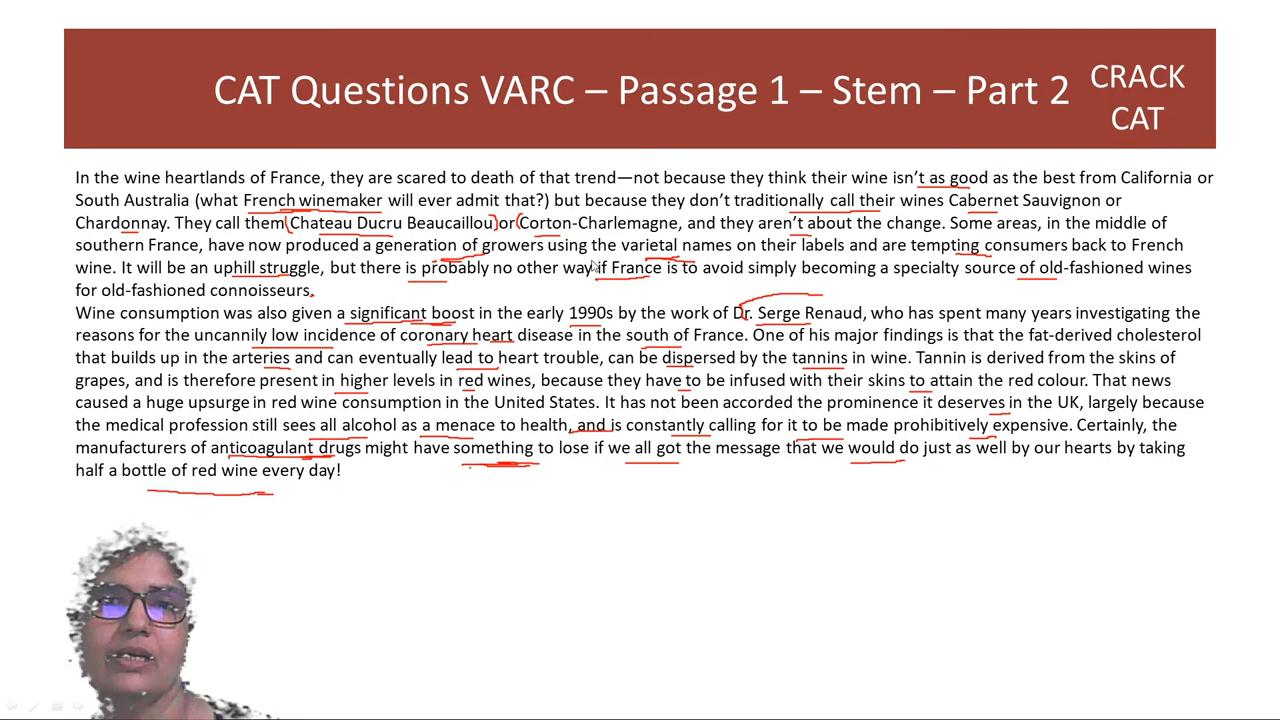 CAT Questions VARC – Passage 1 – Stem – Part 2
CRACK
CAT
In the wine heartlands of France, they are scared to death of that trend—not because they think their wine isn't as good as the best from California or
South Australia (what French winemaker will ever admit that?) but because they don't traditionally call their wines Cabernet Sauvignon or
Chardonnay. They call them Chateau Ducru Beaucaillou or Corton-Charlemagne, and they aren't about the change. Some areas, in the middle of
southern France, have now produced a generation of growers using the varietal names on their labels and are tempting consumers back to French
wine. It will be an uphill struggle, but there is probably no other way if France is to avoid simply becoming a specialty source of old-fashioned wines
for old-fashioned connoisseurs.
Wine consumption was also given a significant boost in the early 1990s by the work of Dr. Serge Renaud, who has spent many years investigating the
reasons for the uncannily low incidence of coronary heart disease in the south of France. One of his major findings is that the fat-derived cholesterol
that builds up in the arteries and can eventually lead to heart trouble, can be dispersed by the tannins in wine. Tannin is derived from the skins of
grapes, and is therefore present in higher levels in red wines, because they have to be infused with their skins to attain the red colour. That news
caused a huge upsurge in red wine consumption in the United States. It has not been accorded the prominence it deserves in the UK, largely because
the medical profession still sees all alcohol as a menace to health, and is constantly calling for it to be made prohibitively expensive. Certainly, the
manufacturers of anticoagulant drugs might have something to lose if we all got the message that we would do just as well by our hearts by taking
half a bottle of red wine every day!